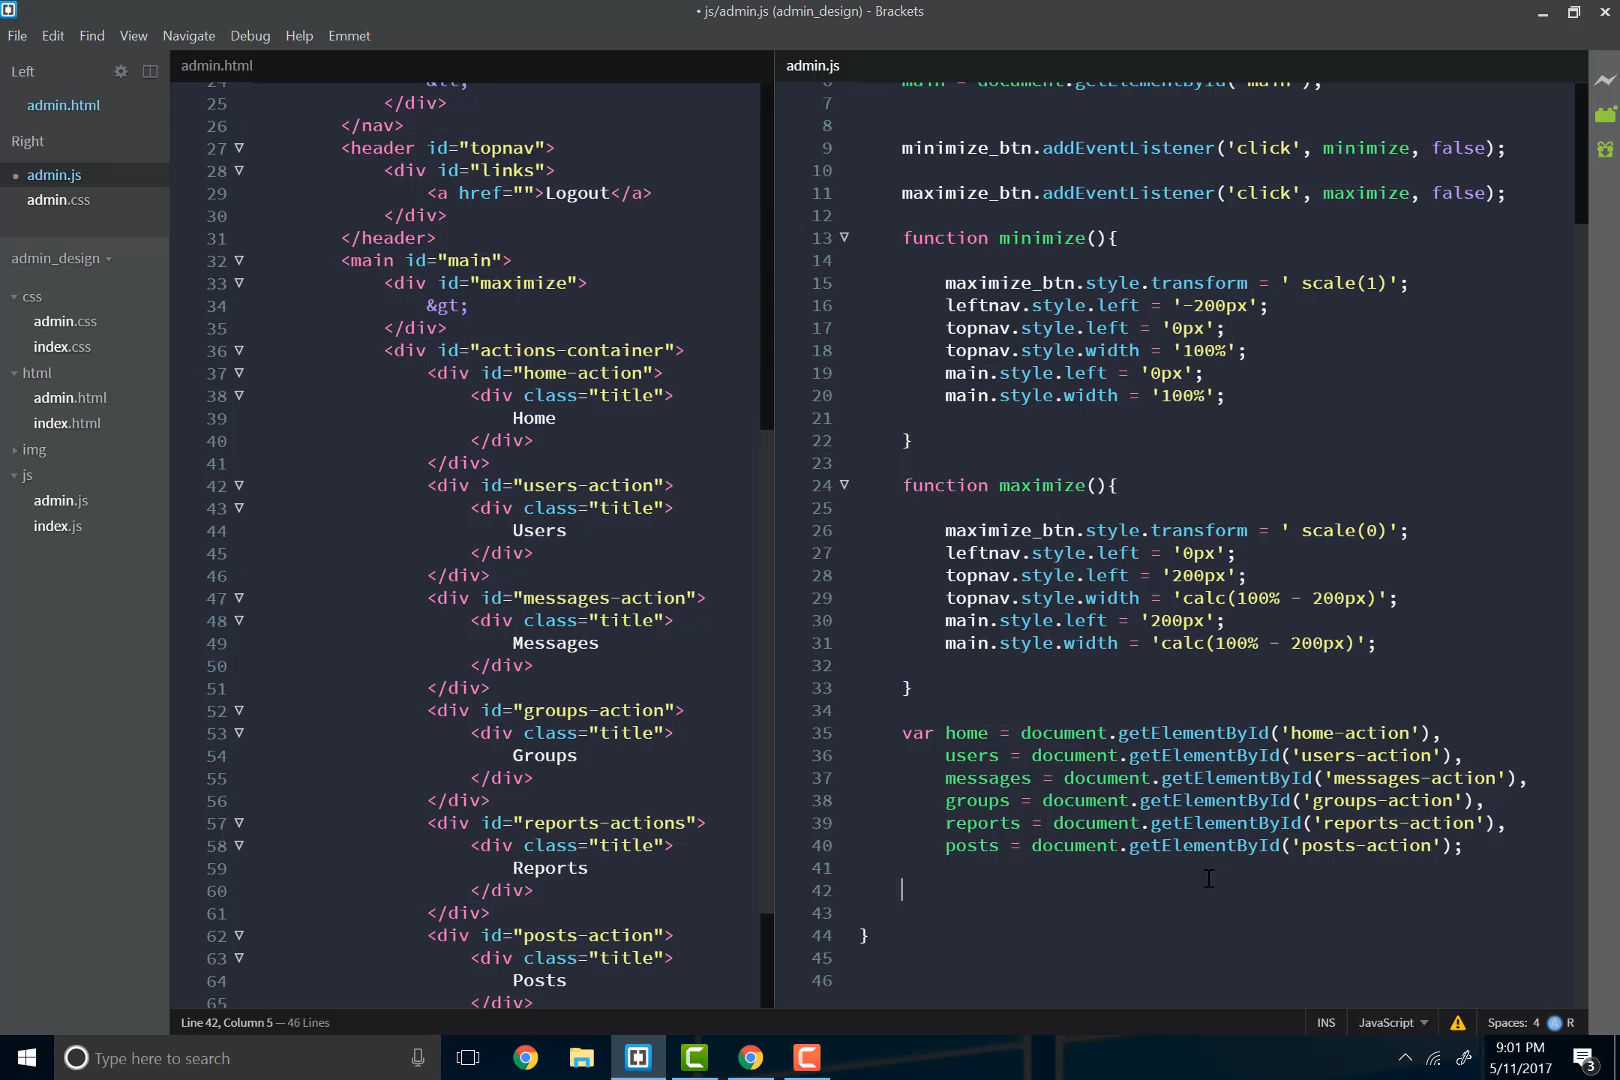 • js/admin.js (admin_design) - Brackets
File Edit Find View Navigate Debug Help Emmet
Left
admin.html
Right
• admin.js
admin.css
admin_design
css
admin.css
index.css
html
admin.html
index.html
img
js
admin.js
index.js
admin.html
24 &lt;
25 </div>
26 </nav>
27 <header id="topnav">
28 <div id="links">
29 <a href="">Logout</a>
30 </div>
31 </header>
32 <main id="main">
33 <div id="maximize">
34 &gt;
35 </div>
36 <div id="actions-container">
37 <div id="home-action">
38 <div class="title">
39 Home
40 </div>
41 </div>
42 <div id="users-action">
43 <div class="title">
44 Users
45 </div>
46 </div>
47 <div id="messages-action">
48 <div class="title">
49 Messages
50 </div>
51 </div>
52 <div id="groups-action">
53 <div class="title">
54 Groups
55 </div>
56 </div>
57 <div id="reports-actions">
58 <div class="title">
59 Reports
60 </div>
61 </div>
62 <div id="posts-action">
63 <div class="title">
64 Posts
65 </div>
admin.js
6 main = document.getElementById('main');
7
8
9 minimize_btn.addEventListener('click', minimize, false);
10
11 maximize_btn.addEventListener('click', maximize, false);
12
13 function minimize(){
14
15 maximize_btn.style.transform = ' scale(1)';
16 leftnav.style.left = '-200px';
17 topnav.style.left = '0px';
18 topnav.style.width = '100%';
19 main.style.left = '0px';
20 main.style.width = '100%';
21
22 }
23
24 function maximize(){
25
26 maximize_btn.style.transform = ' scale(0)';
27 leftnav.style.left = '0px';
28 topnav.style.left = '200px';
29 topnav.style.width = 'calc(100% - 200px)';
30 main.style.left = '200px';
31 main.style.width = 'calc(100% - 200px)';
32
33 }
34
35 var home = document.getElementById('home-action'),
36 users = document.getElementById('users-action'),
37 messages = document.getElementById('messages-action'),
38 groups = document.getElementById('groups-action'),
39 reports = document.getElementById('reports-action'),
40 posts = document.getElementById('posts-action');
41
42
43
44 }
45
46
Line 42, Column 5 — 46 Lines
INS JavaScript Spaces: 4 A R
Type here to search
9:01 PM
5/11/2017
3